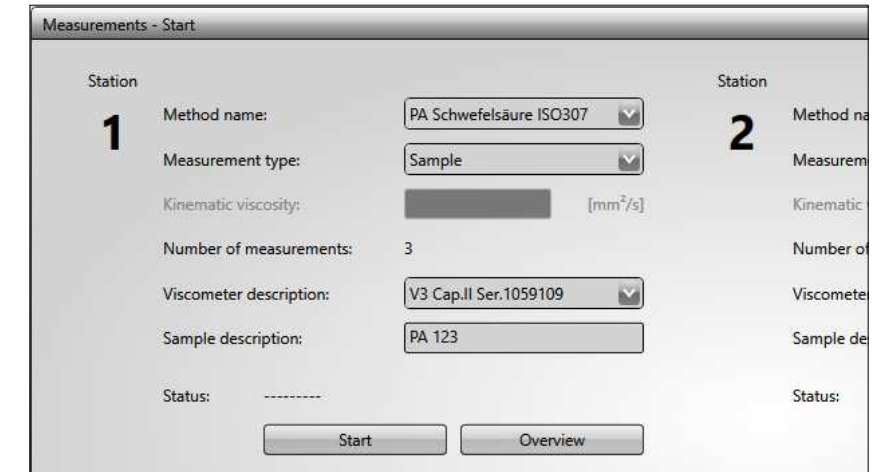 Measurements - Start
Station
1
Method name: PA Schwefelsäure ISO307
Measurement type: Sample
Kinematic viscosity: [mm²/s]
Number of measurements: 3
Viscometer description: V3 Cap.II Ser.1059109
Sample description: PA 123
Status: ---------
Start Overview
Station
2
Method na
Measurem
Kinematic
Number of
Viscometer
Sample de
Status: